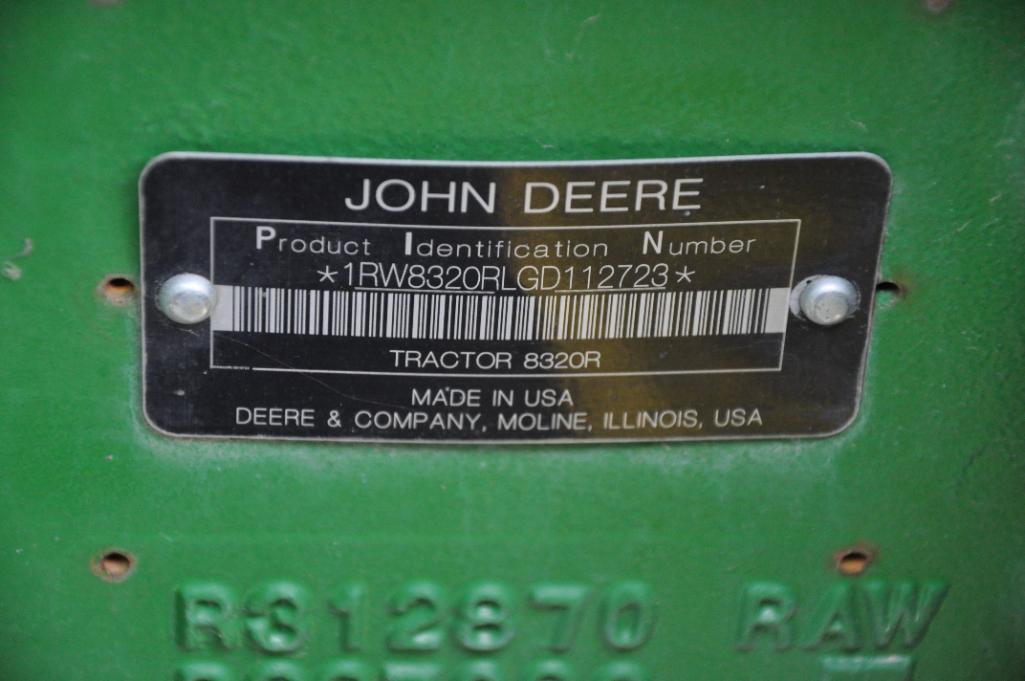 JOHN DEERE
Product Identification Number
*1RW8320RLGD112723*
TRACTOR 8320R
MADE IN USA
DEERE & COMPANY, MOLINE, ILLINOIS, USA
R312870 RAW